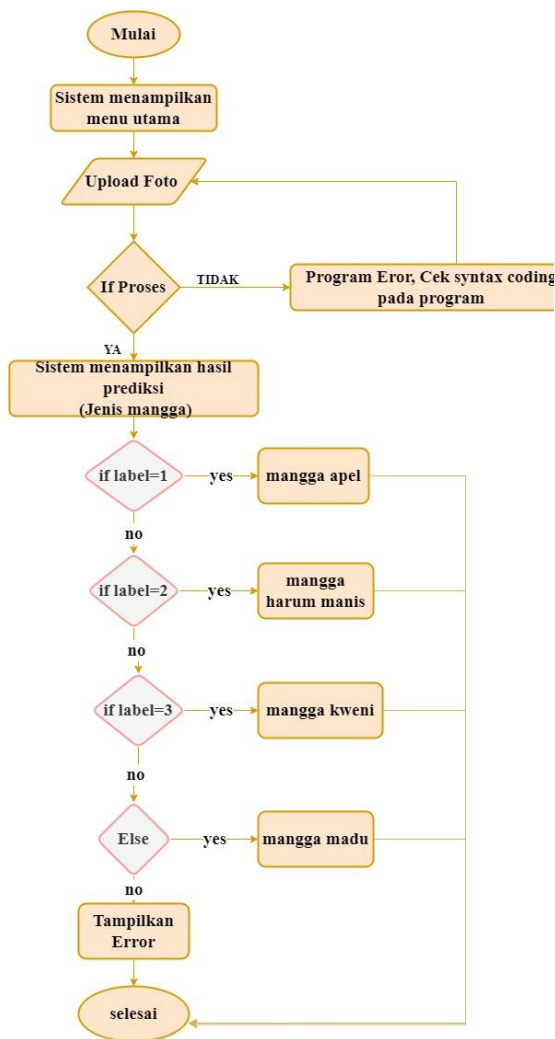 Mulai
Sistem menampilkan
menu utama
Upload Foto
If Proses
TIDAK
Program Eror, Cek syntax coding
pada program
YA
Sistem menampilkan hasil
prediksi
(Jenis mangga)
if label=1
yes
mangga apel
no
if label=2
yes
mangga
harum manis
no
if label=3
yes
mangga kweni
no
Else
yes
mangga madu
no
Tampilkan
Error
selesai